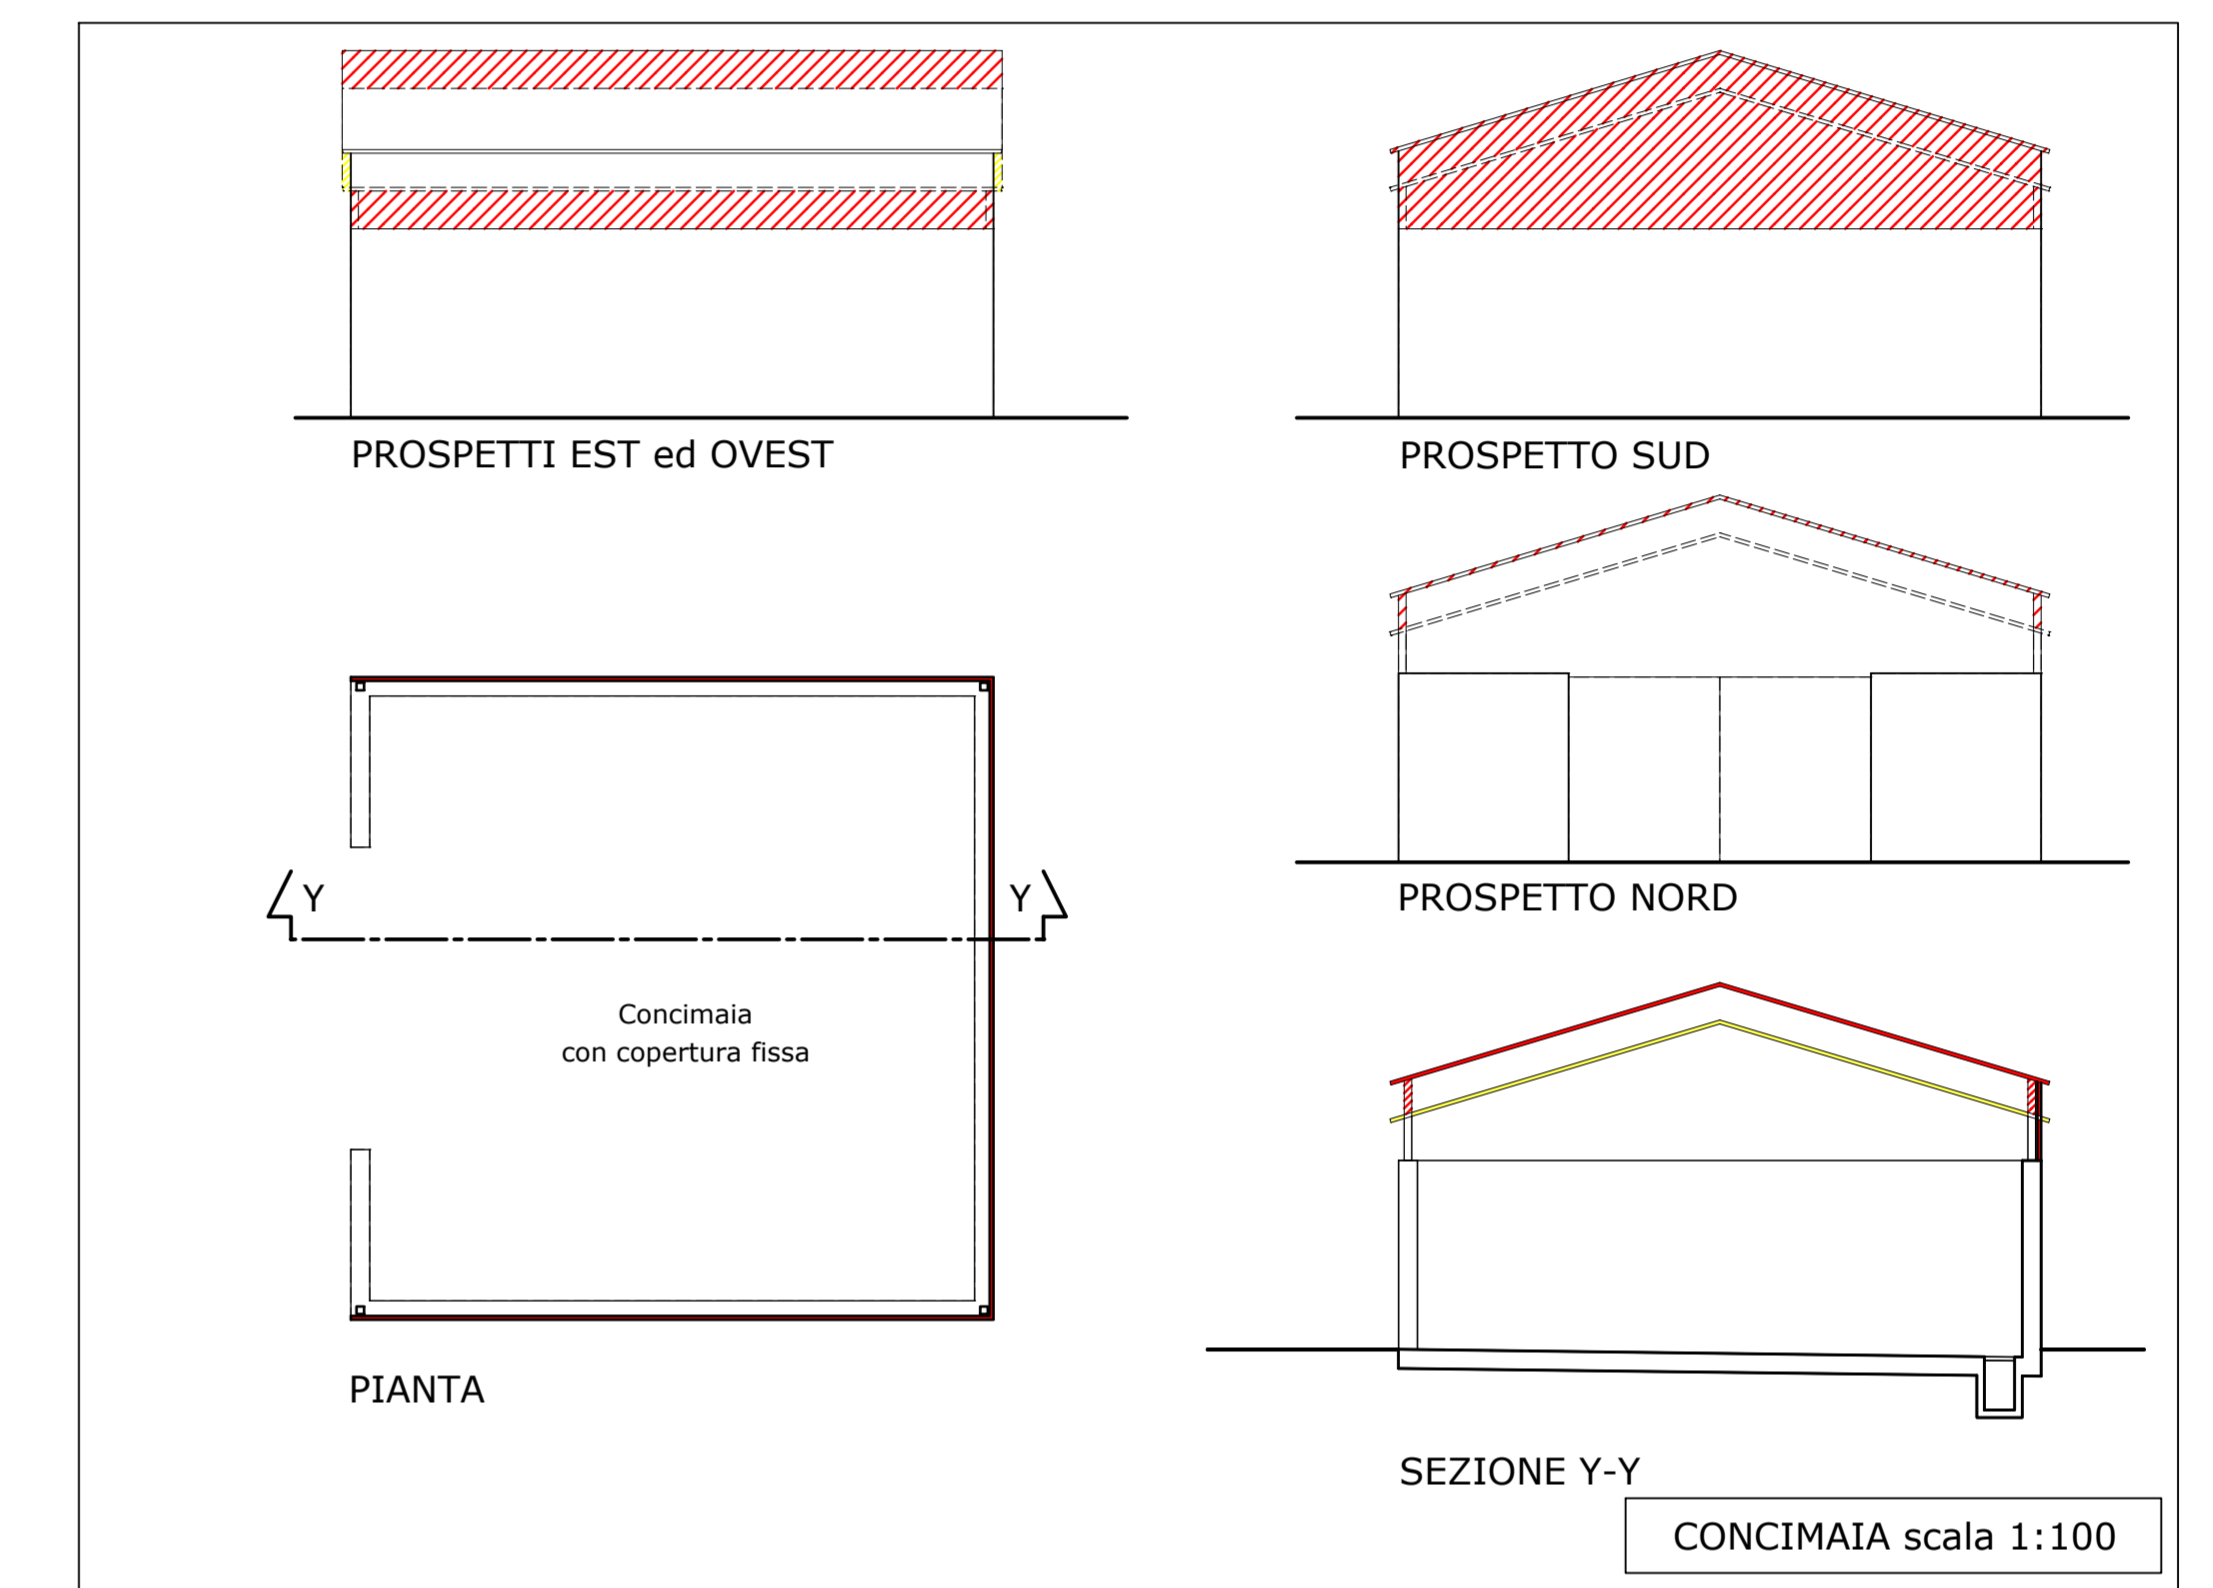 PROSPETTI EST ed OVEST
PROSPETTO SUD
PROSPETTO NORD
Y
Y
Concimaia
con copertura fissa
PIANTA
SEZIONE Y-Y
CONCIMAIA scala 1:100